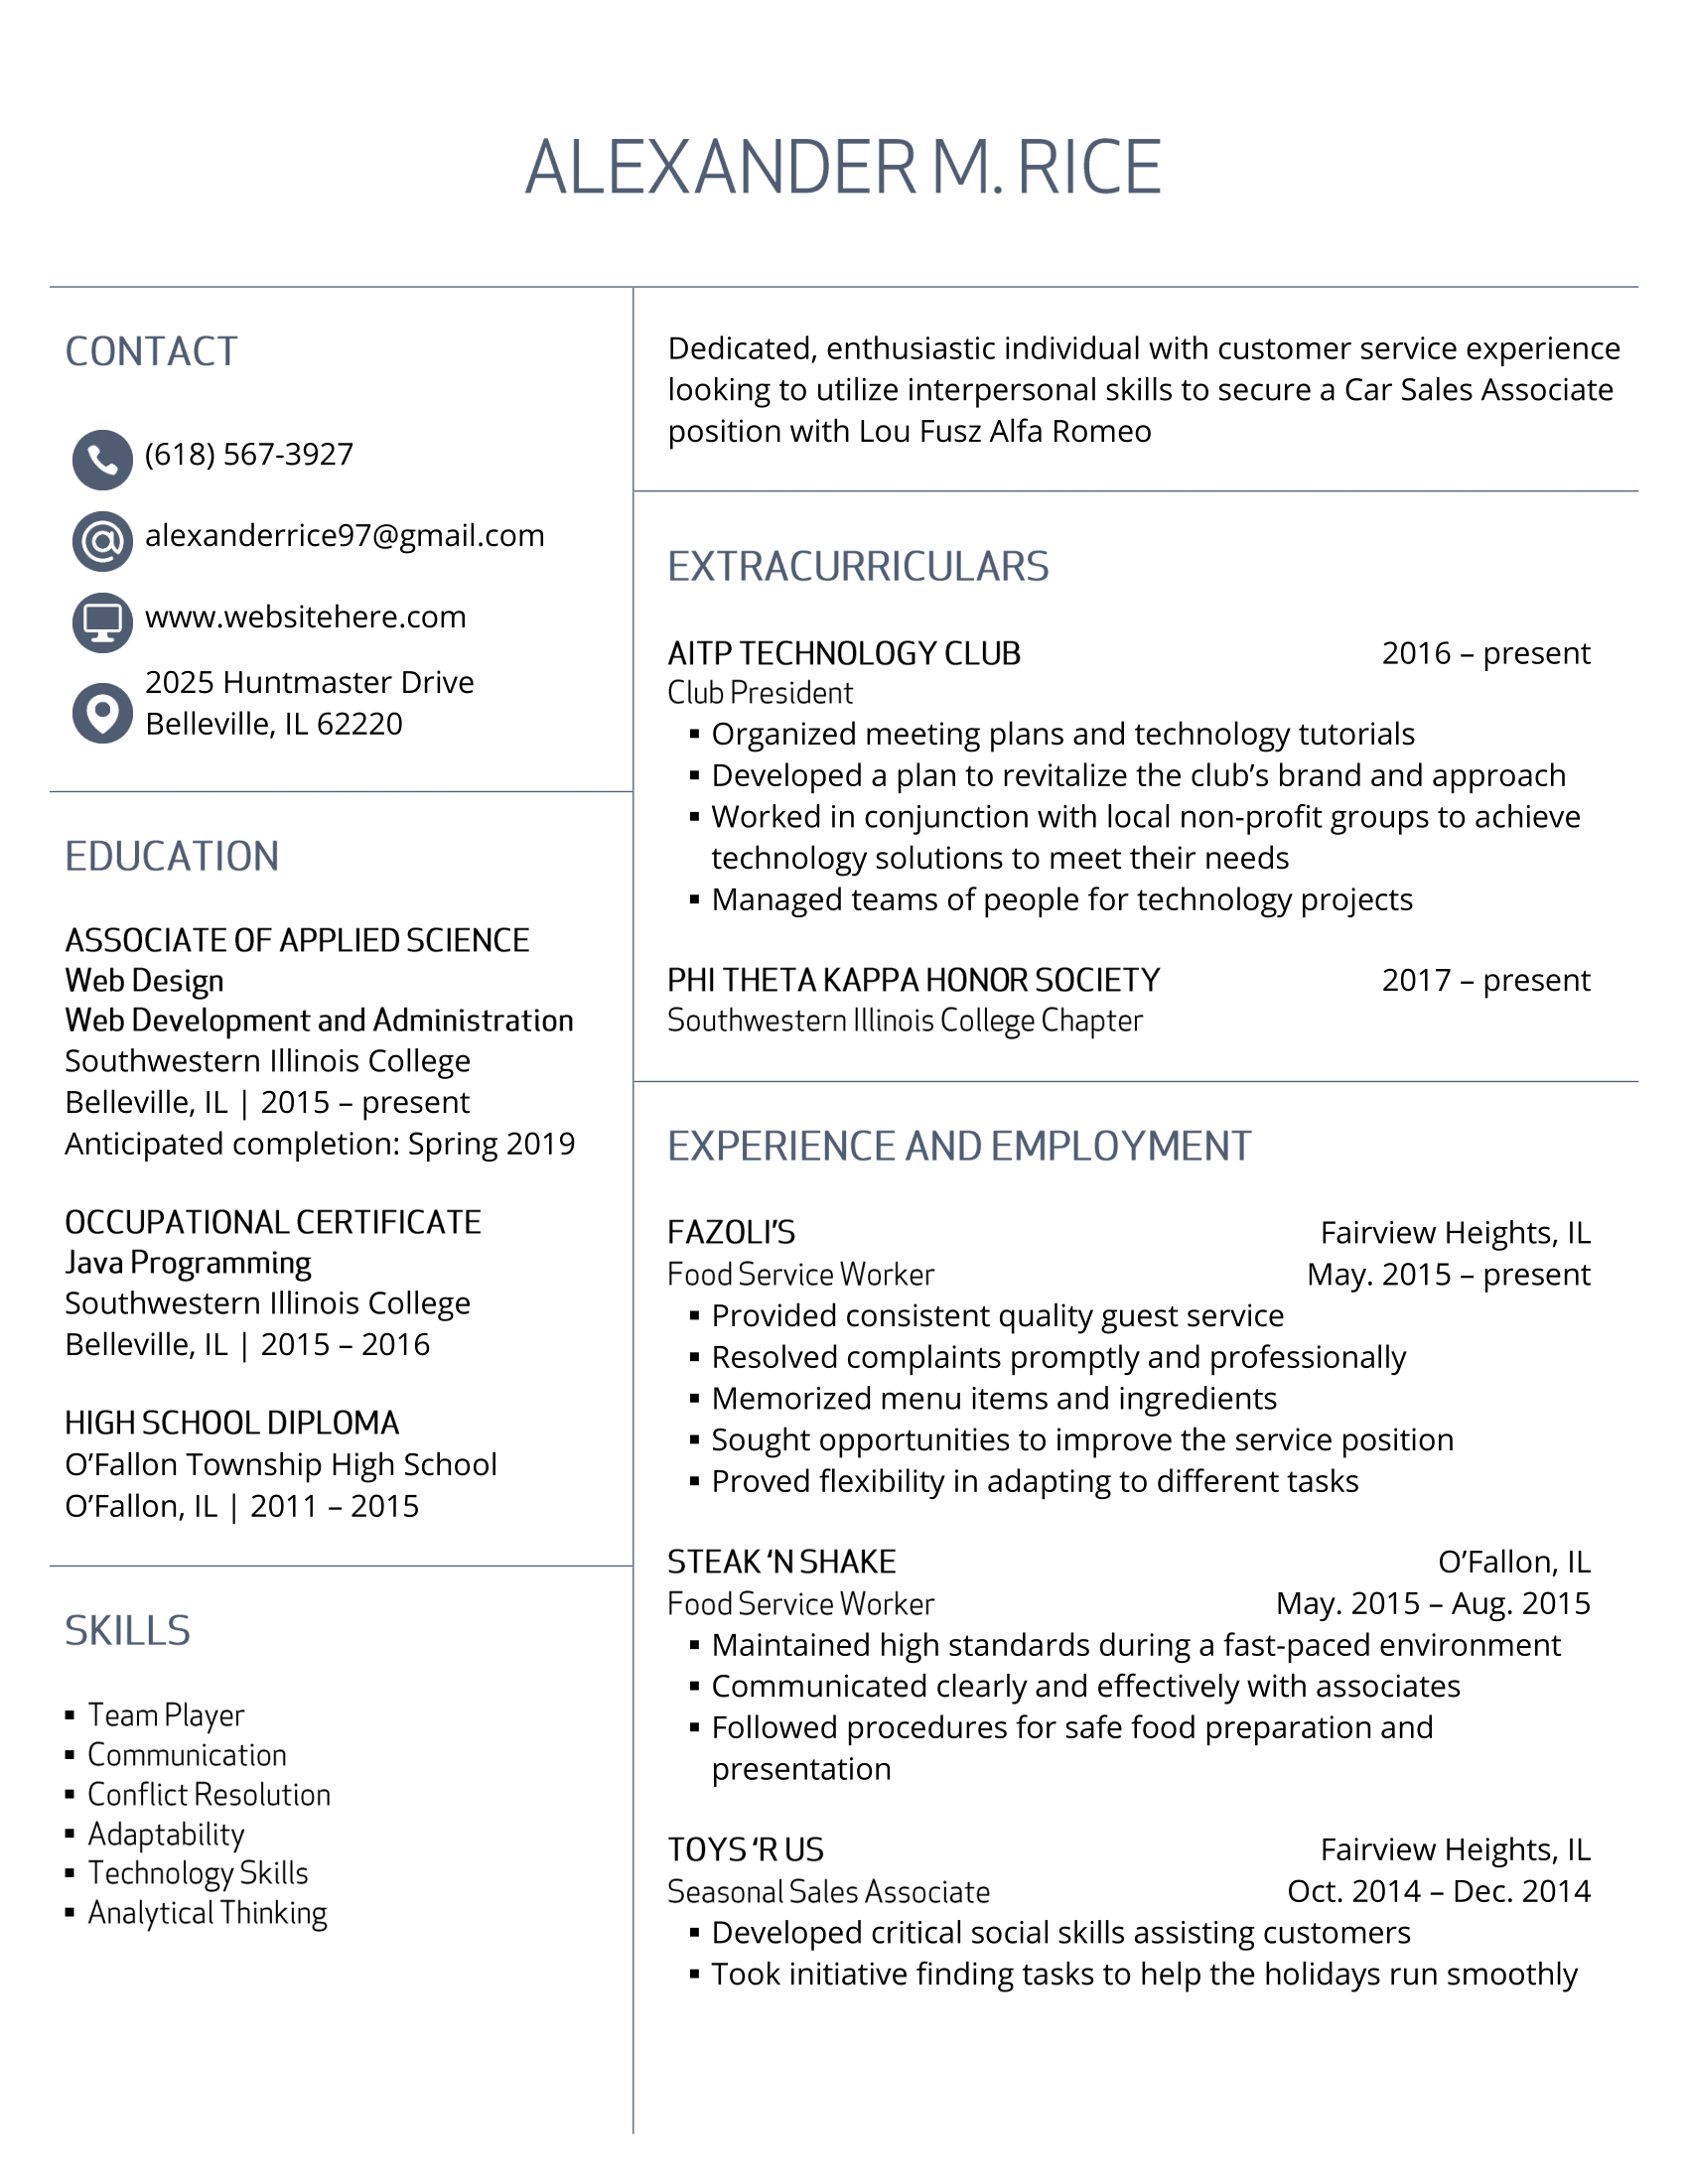 ALEXANDER M. RICE
CONTACT
(618) 567-3927
alexanderrice97@gmail.com
www.websitehere.com
2025 Huntmaster Drive
Belleville, IL 62220
EDUCATION
ASSOCIATE OF APPLIED SCIENCE
Web Design
Web Development and Administration
Southwestern Illinois College
Belleville, IL | 2015 – present
Anticipated completion: Spring 2019
OCCUPATIONAL CERTIFICATE
Java Programming
Southwestern Illinois College
Belleville, IL | 2015 – 2016
HIGH SCHOOL DIPLOMA
O’Fallon Township High School
O’Fallon, IL | 2011 – 2015
SKILLS
▪ Team Player
▪ Communication
▪ Conflict Resolution
▪ Adaptability
▪ Technology Skills
▪ Analytical Thinking
Dedicated, enthusiastic individual with customer service experience
looking to utilize interpersonal skills to secure a Car Sales Associate
position with Lou Fusz Alfa Romeo
EXTRACURRICULARS
AITP TECHNOLOGY CLUB 2016 – present
Club President
▪ Organized meeting plans and technology tutorials
▪ Developed a plan to revitalize the club’s brand and approach
▪ Worked in conjunction with local non-profit groups to achieve
technology solutions to meet their needs
▪ Managed teams of people for technology projects
PHI THETA KAPPA HONOR SOCIETY 2017 – present
Southwestern Illinois College Chapter
EXPERIENCE AND EMPLOYMENT
FAZOLI’S Fairview Heights, IL
Food Service Worker May. 2015 – present
▪ Provided consistent quality guest service
▪ Resolved complaints promptly and professionally
▪ Memorized menu items and ingredients
▪ Sought opportunities to improve the service position
▪ Proved flexibility in adapting to different tasks
STEAK ‘N SHAKE O’Fallon, IL
Food Service Worker May. 2015 – Aug. 2015
▪ Maintained high standards during a fast-paced environment
▪ Communicated clearly and effectively with associates
▪ Followed procedures for safe food preparation and
presentation
TOYS ‘R US Fairview Heights, IL
Seasonal Sales Associate Oct. 2014 – Dec. 2014
▪ Developed critical social skills assisting customers
▪ Took initiative finding tasks to help the holidays run smoothly